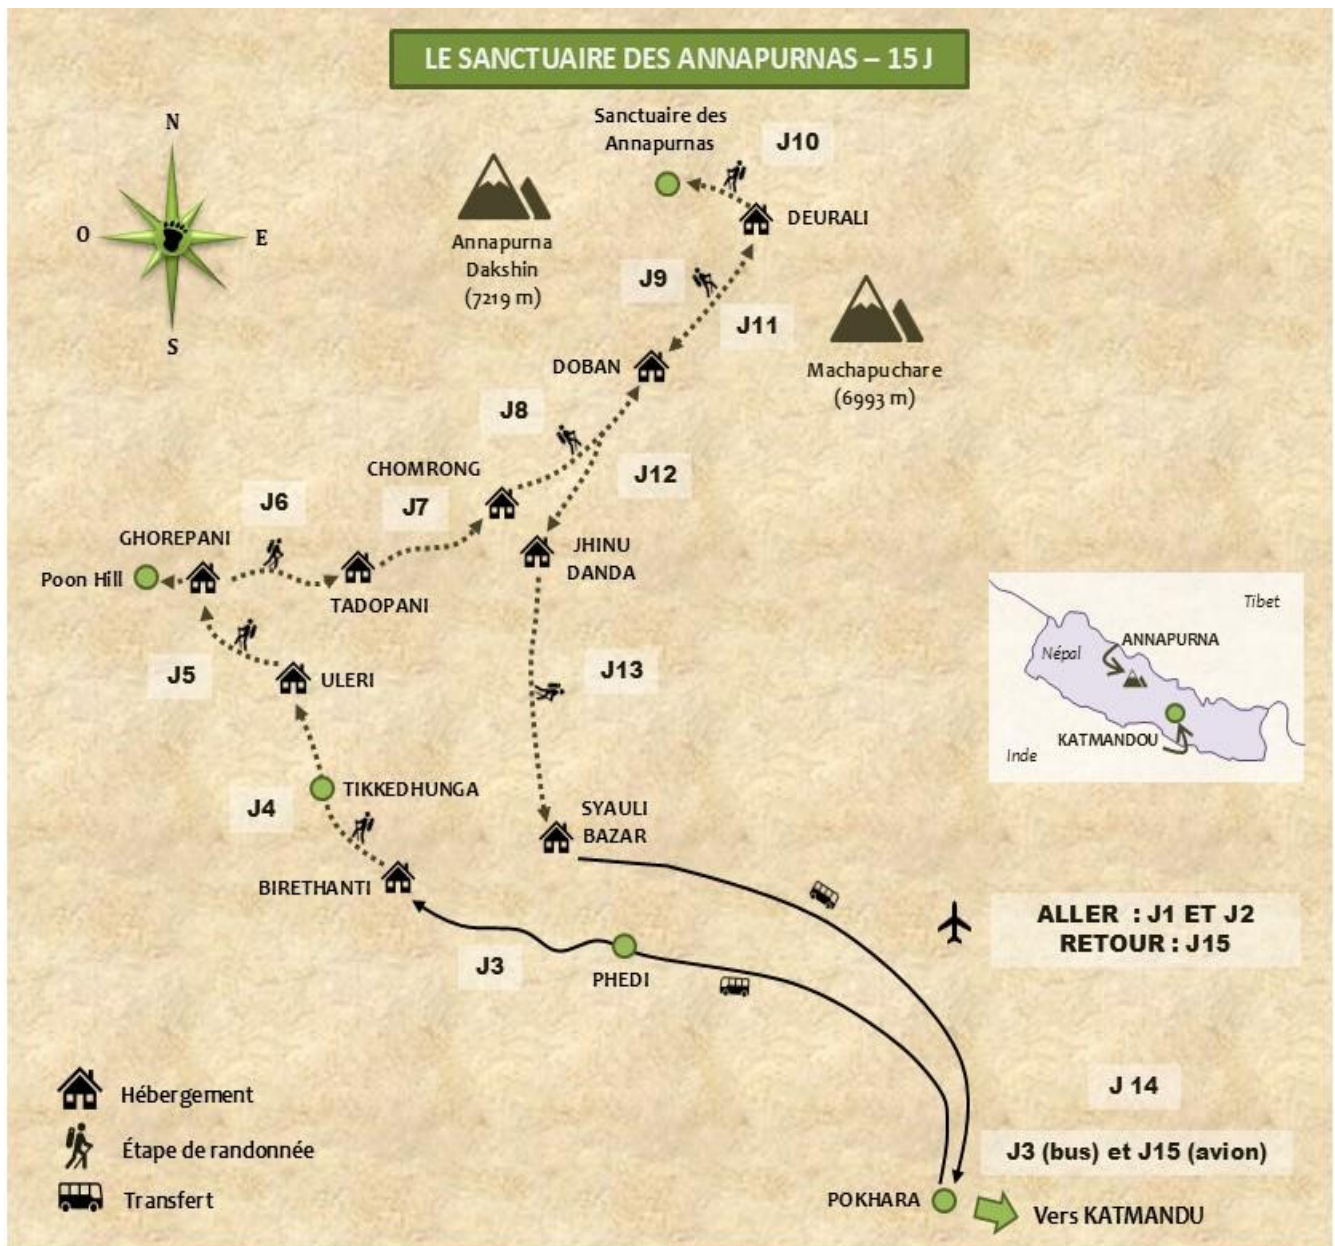 LE SANCTUAIRE DES ANNAPURNAS – 15 J
N
O
E
S
Sanctuaire des
Annapurnas
J10
DEURALI
Annapurna
Dakshin
(7219 m)
J9
J11
Machapuchare
(6993 m)
DOBAN
J8
J12
CHOMRONG
J7
J6
GHOREPANI
Poon Hill
TADOPANI
JHINU
DANDA
J5
ULERI
J13
Tibet
ANNAPURNA
Népal
KATMANDOU
Inde
TIKKEDHUNGA
J4
SYAULI
BAZAR
BIRETHANTI
ALLER : J1 ET J2
RETOUR : J15
J3
PHEDI
J 14
J3 (bus) et J15 (avion)
POKHARA
Vers KATMANDU
Hébergement
Étape de randonnée
Transfert